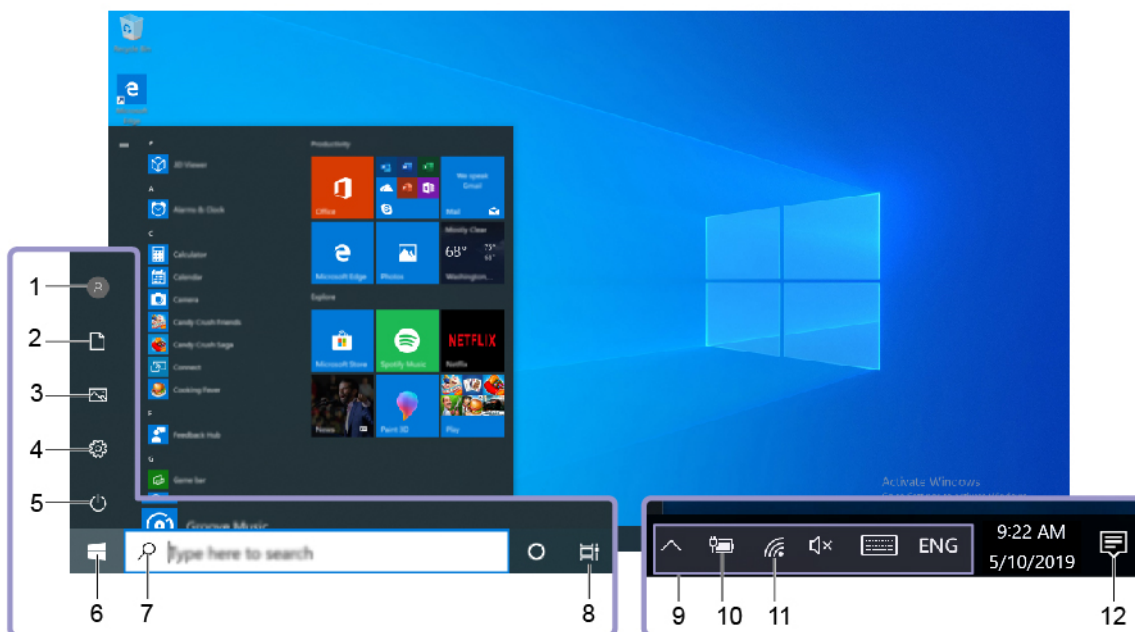 Recycle Bin
Microsoft
Edge
Productivity
3D Viewer
A
Alarms & Clock
C
Calculator
Calendar
Camera
Candy Crush Friends
Candy Crush Saga
Connect
Cooking Fever
F
Feedback Hub
G
Game bar
Groove Music
Office
We speak
Email
Mail
Microsoft Edge
Photos
Mostly Clear
68°
Washington...
Explore
Microsoft Store
Spotify Music
NETFLIX
Netflix
News
Paint 3D
Play
Activate Windows
1
2
3
4
5
Type here to search
6
7
8
ENG
9:22 AM
5/10/2019
9
10
11
12